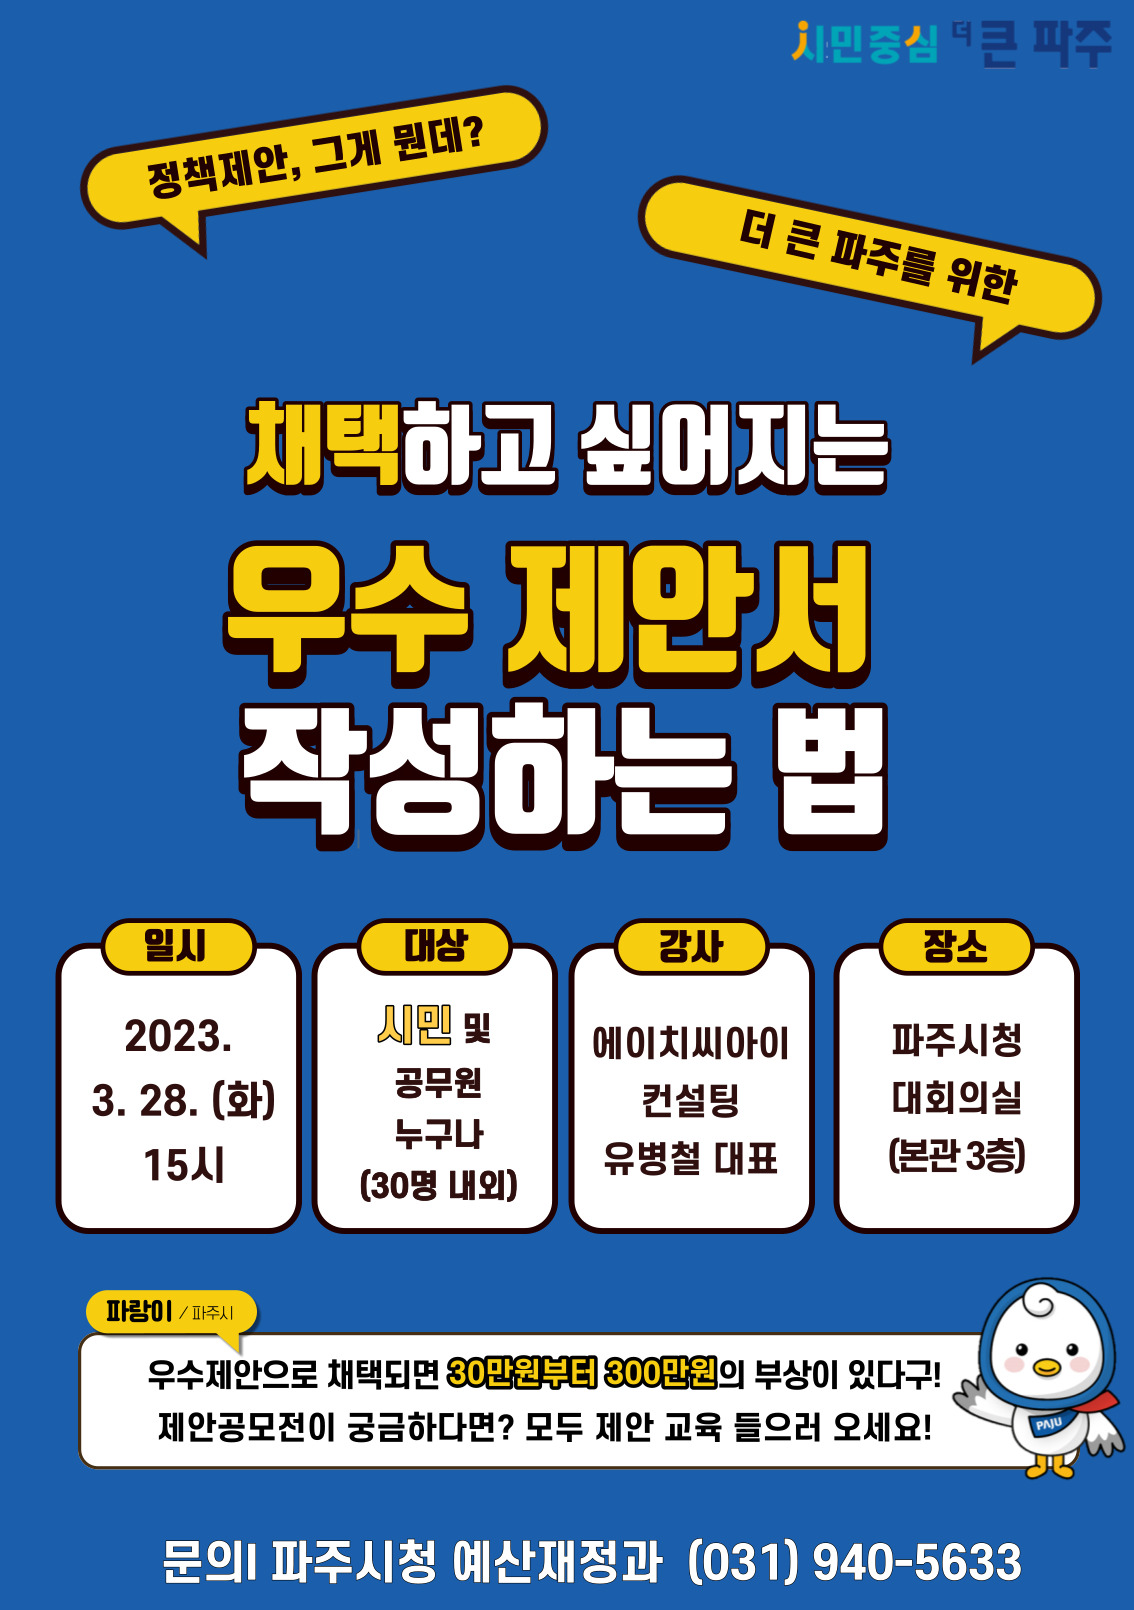 시민중심 더 큰 파주
정책제안, 그게 뭔데?
더 큰 파주를 위한
채택하고 싶어지는
우수 제안서
작성하는 법
일시
2023.
3. 28. (화)
15시
대상
시민 및
공무원
누구나
(30명 내외)
강사
에이치씨아이
컨설팅
유병철 대표
장소
파주시청
대회의실
(본관 3층)
파랑이 / 파주시
우수제안으로 채택되면 30만원부터 300만원의 부상이 있다구!
제안공모전이 궁금하다면? 모두 제안 교육 들으러 오세요!
PAJU
문의I 파주시청 예산재정과 (031) 940-5633